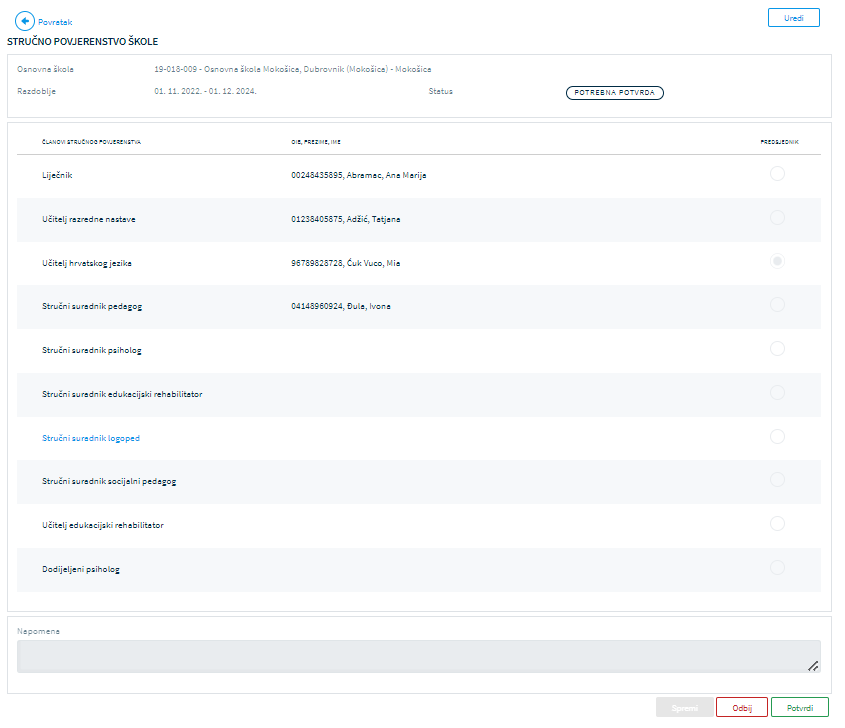 Povratak
Uredi
STRUČNO POVJERENSTVO ŠKOLE
Osnovna škola 19-018-009 - Osnovna škola Mokošica, Dubrovnik (Mokošica) - Mokošica
Razdoblje 01. 11. 2022. - 01. 12. 2024. Status POTREBNA POTVRDA
ČLANOVI STRUČNOG POVJERENSTVA OIB, PREZIME, IME PREDSJEDNIK
Liječnik 00248435895, Abramac, Ana Marija
Učitelj razredne nastave 01238405875, Adžić, Tatjana
Učitelj hrvatskog jezika 96789828728, Ćuk Vuco, Mia
Stručni suradnik pedagog 04148960924, Đula, Ivona
Stručni suradnik psiholog
Stručni suradnik edukacijski rehabilitator
Stručni suradnik logoped
Stručni suradnik socijalni pedagog
Učitelj edukacijski rehabilitator
Dodijeljeni psiholog
Napomena
Spremi Odbij Potvrdi